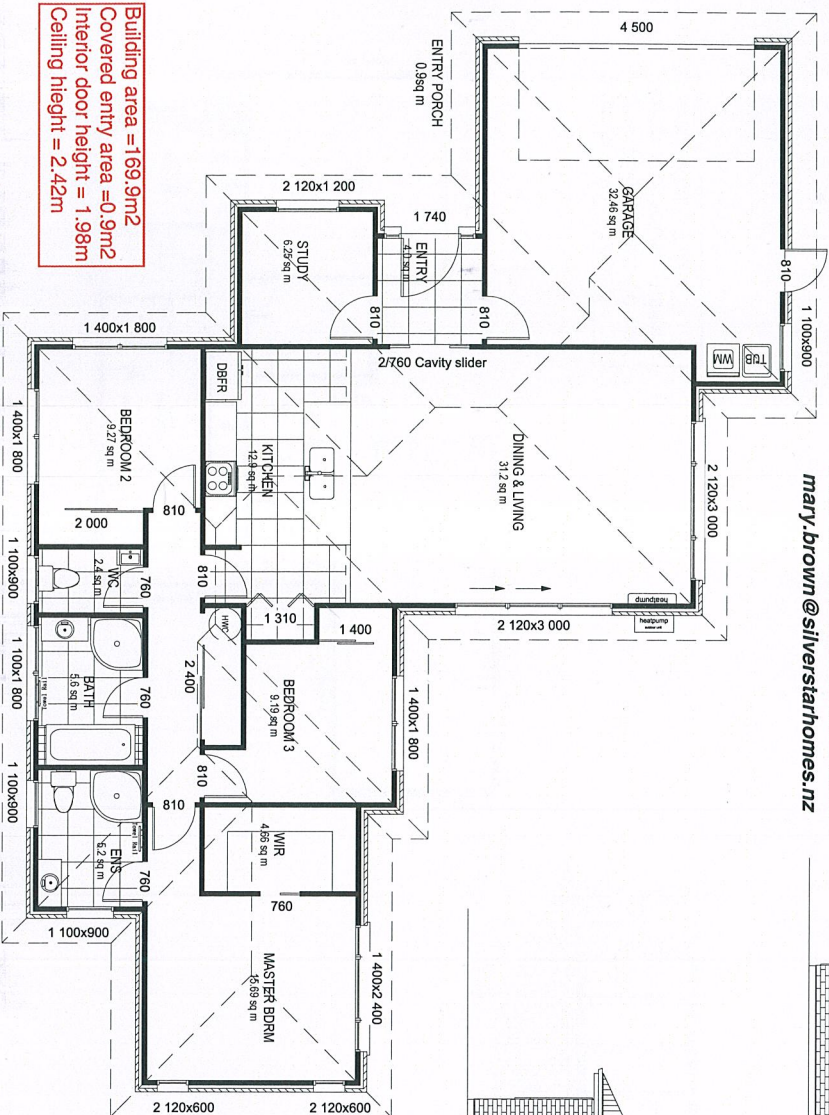 mary.brown@silverstarhomes.nz
Building area =169.9m2
Covered entry area =0.9m2
Interior door height = 1.98m
Ceiling hieght = 2.42m
4 500
ENTRY PORCH
0.9sq m
GARAGE
32.46 sq m
810
1 100x900
TUB
WM
2 120x1 200
1 740
STUDY
6.25 sq m
ENTRY
810
810
2/760 Cavity slider
1 400x1 800
DBFR
KITCHEN
12.9 sq m
DINING & LIVING
31.2 sq m
2 120x3 000
BEDROOM 2
9.27 sq m
1 400x1 800
2 000
810
WC
2.4 sq m
760
810
1 100x900
heatpump
heatpump
2 120x3 000
HWC
1 310
1 400
2 400
BEDROOM 3
9.19 sq m
1 400x1 800
BATH
5.6 sq m
760
1 100x1 800
810
810
ENS
5.2 sq m
Towel Rail
760
1 100x900
1 100x900
WIR
4.66 sq m
760
MASTER BDRM
15.69 sq m
1 400x2 400
2 120x600
2 120x600